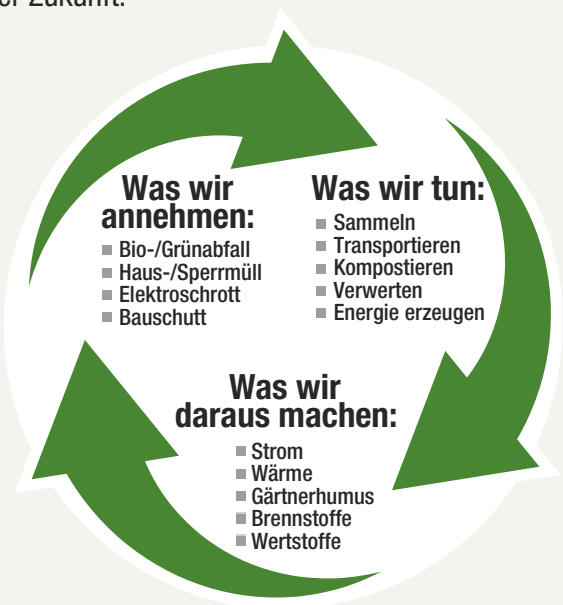 er Zukunft.
Was wir
annehmen:
Bio-/Grünabfall
Haus-/Sperrmüll
Elektroschrott
Bauschutt
Was wir tun:
Sammeln
Transportieren
Kompostieren
Verwerten
Energie erzeugen
Was wir
daraus machen:
Strom
Wärme
Gärtnerhumus
Brennstoffe
Wertstoffe